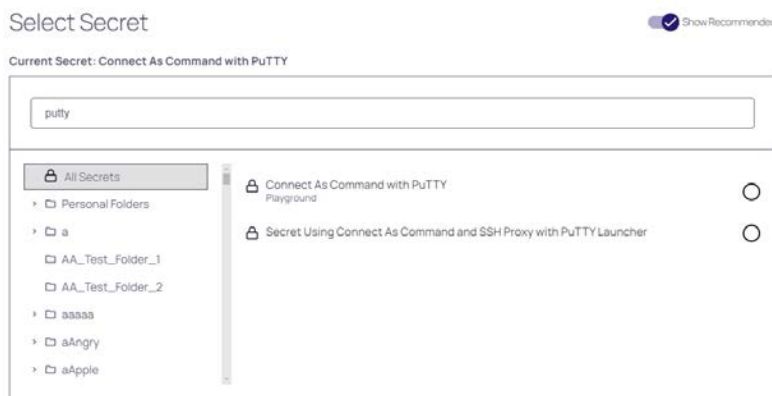 Select Secret
Show Recommended
Current Secret: Connect As Command with PuTTY
putty
All Secrets
Personal Folders
a
AA_Test_Folder_1
AA_Test_Folder_2
aaaaa
aAngry
aApple
Connect As Command with PuTTY
Playground
Secret Using Connect As Command and SSH Proxy with PuTTY Launcher